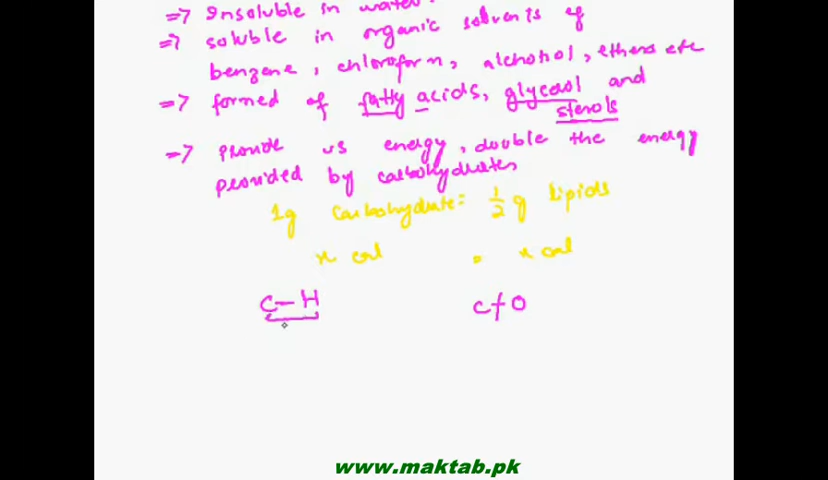 => Insoluble in water.
=> soluble in organic solvents eg
benzene, chloroform, alchohol, ethers etc
=> formed of fatty acids, glycerol and
sterols
=> provide us energy, double the energy
provided by carbohydrates
1g carbohydrate = 1/2 g lipids
x cal = x cal
C-H C+O
www.maktab.pk